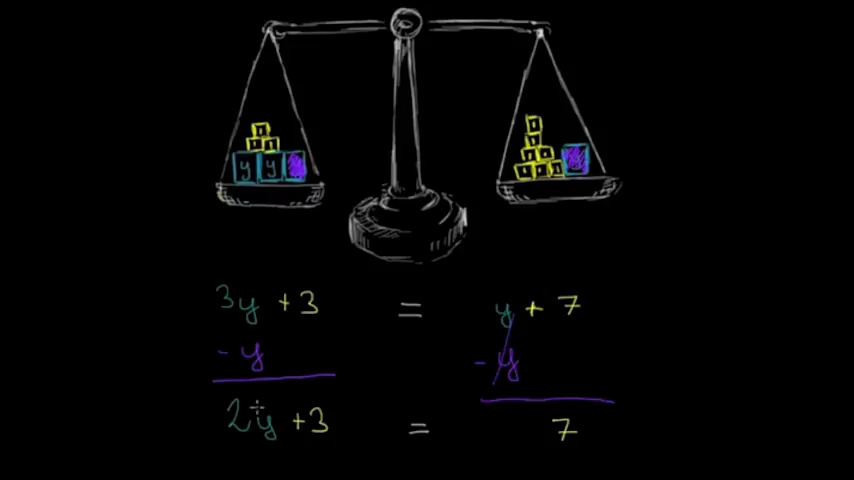 y y
3y + 3 = y + 7
- y - y
2y + 3 = 7